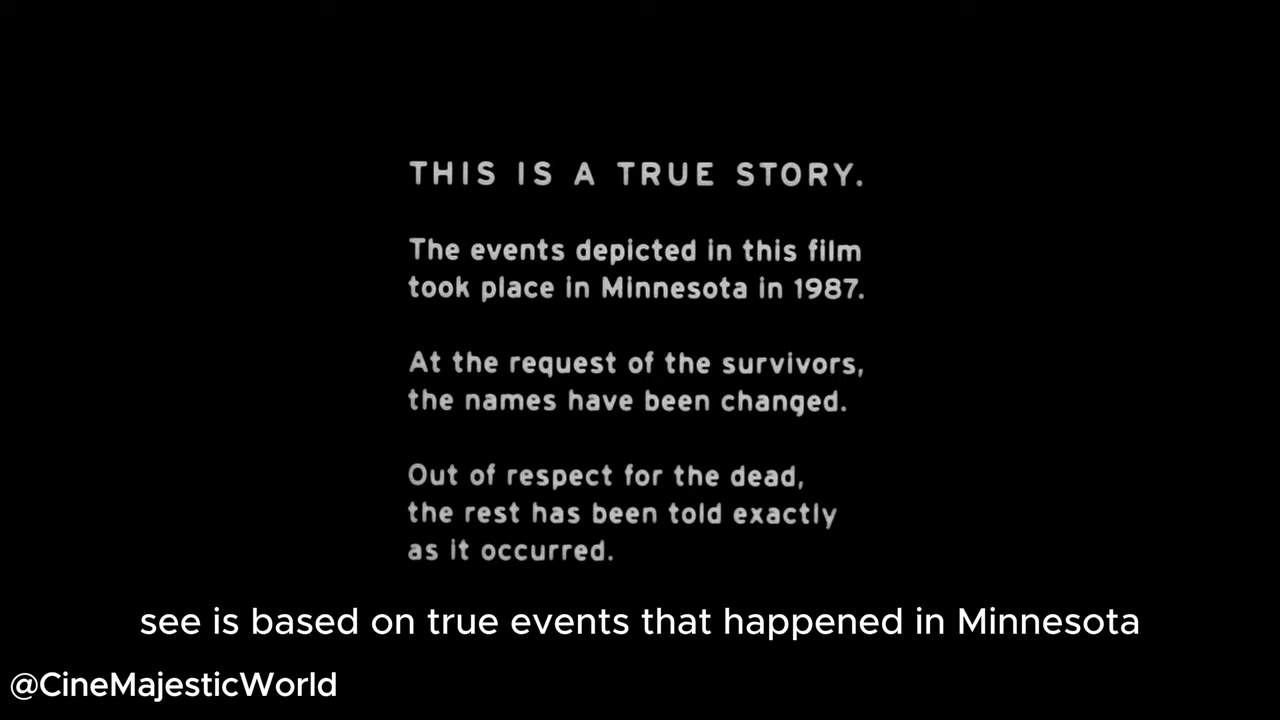 THIS IS A TRUE STORY.
The events depicted in this film
took place in Minnesota in 1987.
At the request of the survivors,
the names have been changed.
Out of respect for the dead,
the rest has been told exactly
as it occurred.
see is based on true events that happened in Minnesota
@CineMajesticWorld